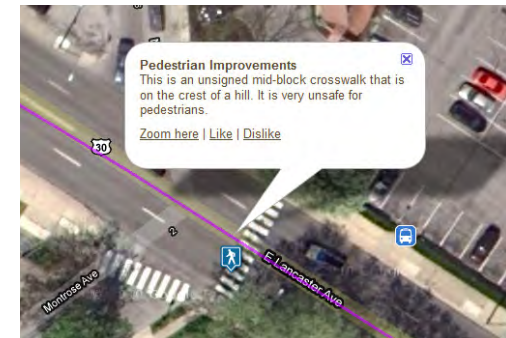 Pedestrian Improvements
This is an unsigned mid-block crosswalk that is
on the crest of a hill. It is very unsafe for
pedestrians.
Zoom here | Like | Dislike
30
2
E Lancaster Ave
Montrose Ave